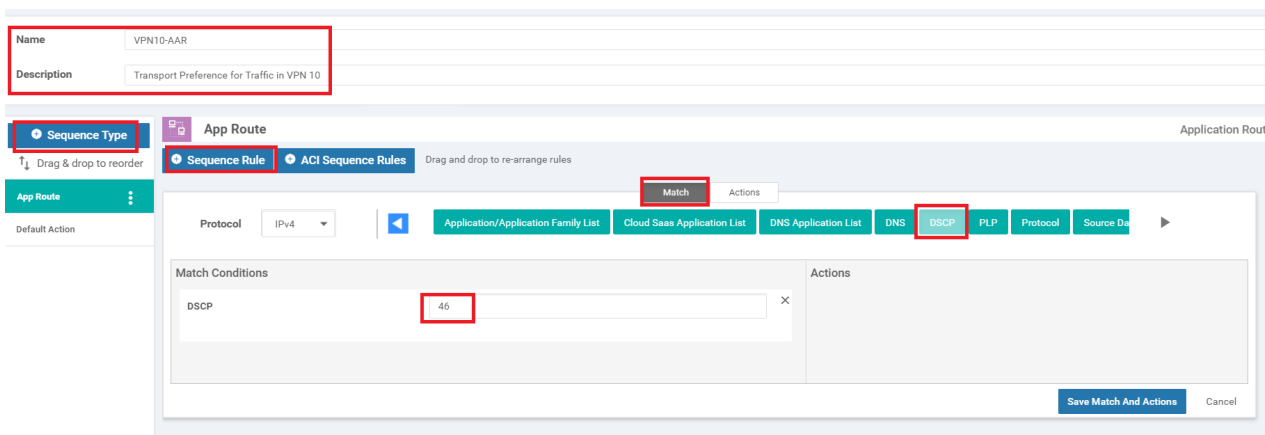 Name VPN10-AAR
Description Transport Preference for Traffic in VPN 10
Sequence Type
Drag & drop to reorder
App Route
Default Action
App Route
Application Rout
Sequence Rule ACI Sequence Rules Drag and drop to re-arrange rules
Match Actions
Protocol IPv4 Application/Application Family List Cloud Saas Application List DNS Application List DNS DSCP PLP Protocol Source Da
Match Conditions
DSCP 46
Actions
Save Match And Actions Cancel